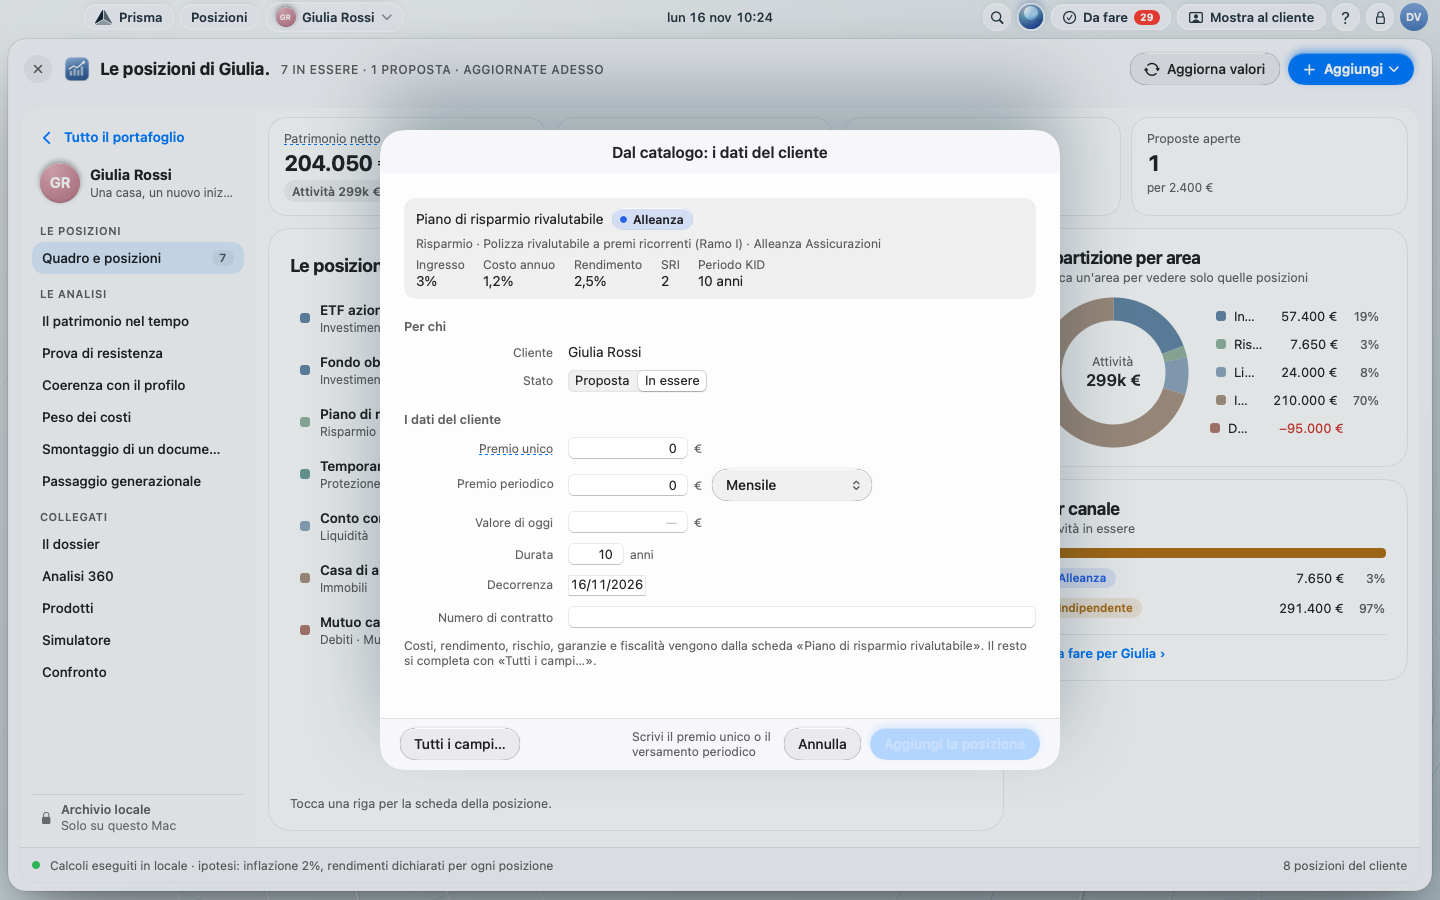 Prisma
Posizioni
GR Giulia Rossi
lun 16 nov 10:24
Da fare 29
Mostra al cliente
?
DV
Le posizioni di Giulia.
7 IN ESSERE · 1 PROPOSTA · AGGIORNATE ADESSO
Aggiorna valori
+ Aggiungi
Tutto il portafoglio
GR
Giulia Rossi
Una casa, un nuovo iniz...
LE POSIZIONI
Quadro e posizioni 7
LE ANALISI
Il patrimonio nel tempo
Prova di resistenza
Coerenza con il profilo
Peso dei costi
Smontaggio di un docume...
Passaggio generazionale
COLLEGATI
Il dossier
Analisi 360
Prodotti
Simulatore
Confronto
Archivio locale
Solo su questo Mac
Patrimonio netto
204.050
Attività 299k €
Proposte aperte
1
per 2.400 €
Le posizion
ETF azion
Investimen
Fondo ob
Investimen
Piano di r
Risparmio
Temporar
Protezione
Conto co
Liquidità
Casa di a
Immobili
Mutuo ca
Debiti · Mu
Tocca una riga per la scheda della posizione.
Dal catalogo: i dati del cliente
Piano di risparmio rivalutabile
Alleanza
Risparmio · Polizza rivalutabile a premi ricorrenti (Ramo I) · Alleanza Assicurazioni
Ingresso Costo annuo Rendimento SRI Periodo KID
3% 1,2% 2,5% 2 10 anni
Per chi
Cliente Giulia Rossi
Stato Proposta In essere
I dati del cliente
Premio unico 0 €
Premio periodico 0 € Mensile
Valore di oggi — €
Durata 10 anni
Decorrenza 16/11/2026
Numero di contratto
Costi, rendimento, rischio, garanzie e fiscalità vengono dalla scheda «Piano di risparmio rivalutabile». Il resto
si completa con «Tutti i campi...».
Tutti i campi...
Scrivi il premio unico o il
versamento periodico
Annulla
Aggiungi la posizione
partizione per area
ca un'area per vedere solo quelle posizioni
Attività
299k €
In... 57.400 € 19%
Ris... 7.650 € 3%
Li... 24.000 € 8%
I... 210.000 € 70%
D... −95.000 €
r canale
vità in essere
Alleanza 7.650 € 3%
ndipendente 291.400 € 97%
a fare per Giulia ›
Calcoli eseguiti in locale · ipotesi: inflazione 2%, rendimenti dichiarati per ogni posizione
8 posizioni del cliente